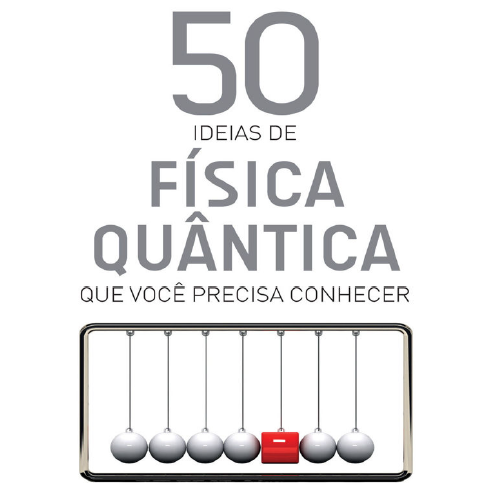 50
IDEIAS DE
FÍSICA
QUÂNTICA
QUE VOCÊ PRECISA CONHECER